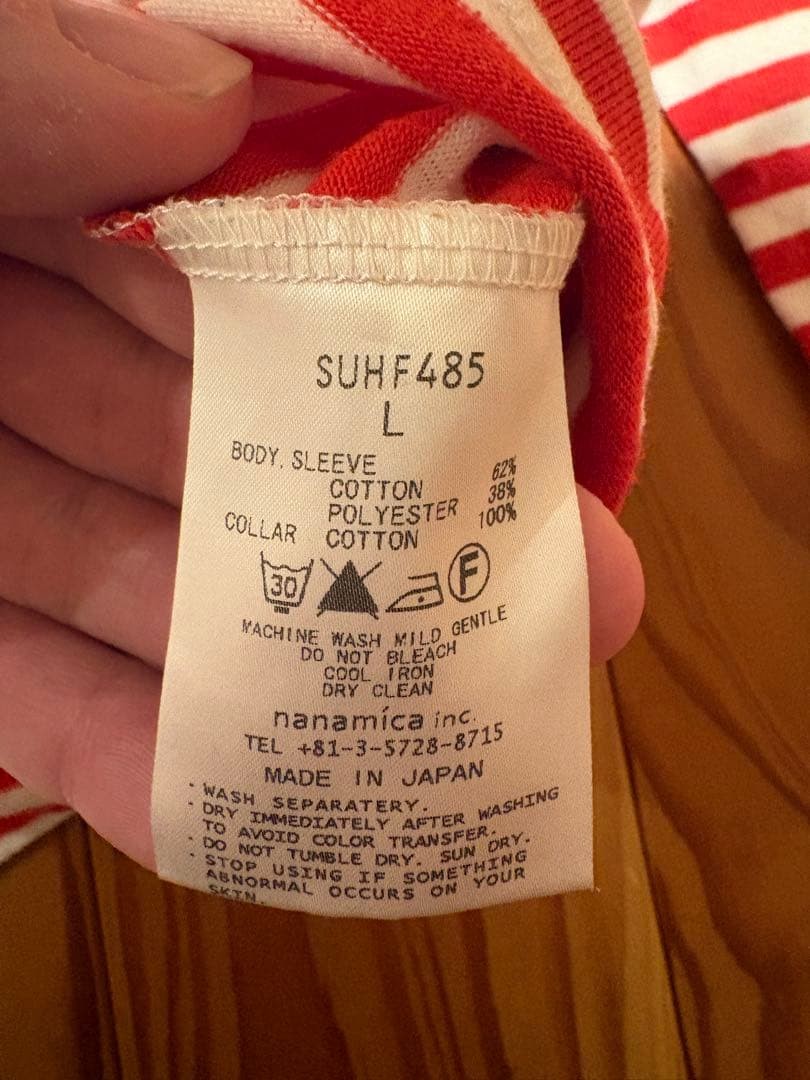 SUHF485
L
BODY. SLEEVE
COTTON 62%
POLYESTER 38%
COLLAR COTTON 100%
30 F
MACHINE WASH MILD GENTLE
DO NOT BLEACH
COOL IRON
DRY CLEAN
nanamica inc.
TEL +81-3-5728-8715
MADE IN JAPAN
· WASH SEPARATERY.
· DRY IMMEDIATELY AFTER WASHING
TO AVOID COLOR TRANSFER.
· DO NOT TUMBLE DRY. SUN DRY.
· STOP USING IF SOMETHING
ABNORMAL OCCURS ON YOUR
SKIN.